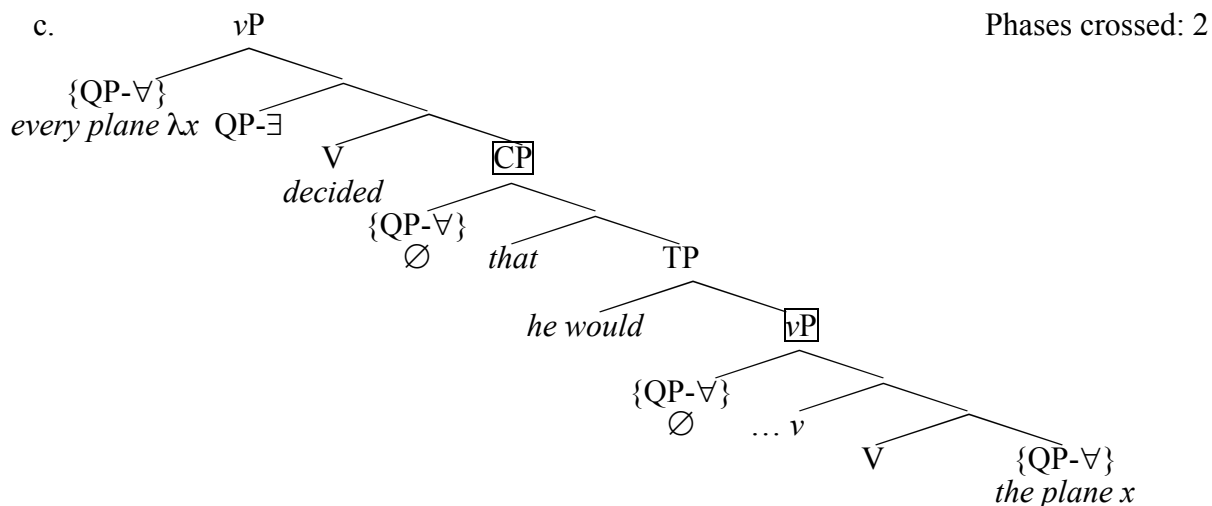 c. vP Phases crossed: 2
{QP-∀}
every plane λx QP-∃
V CP
decided
{QP-∀} that TP
∅
he would vP
{QP-∀} … v
∅
V {QP-∀}
the plane x